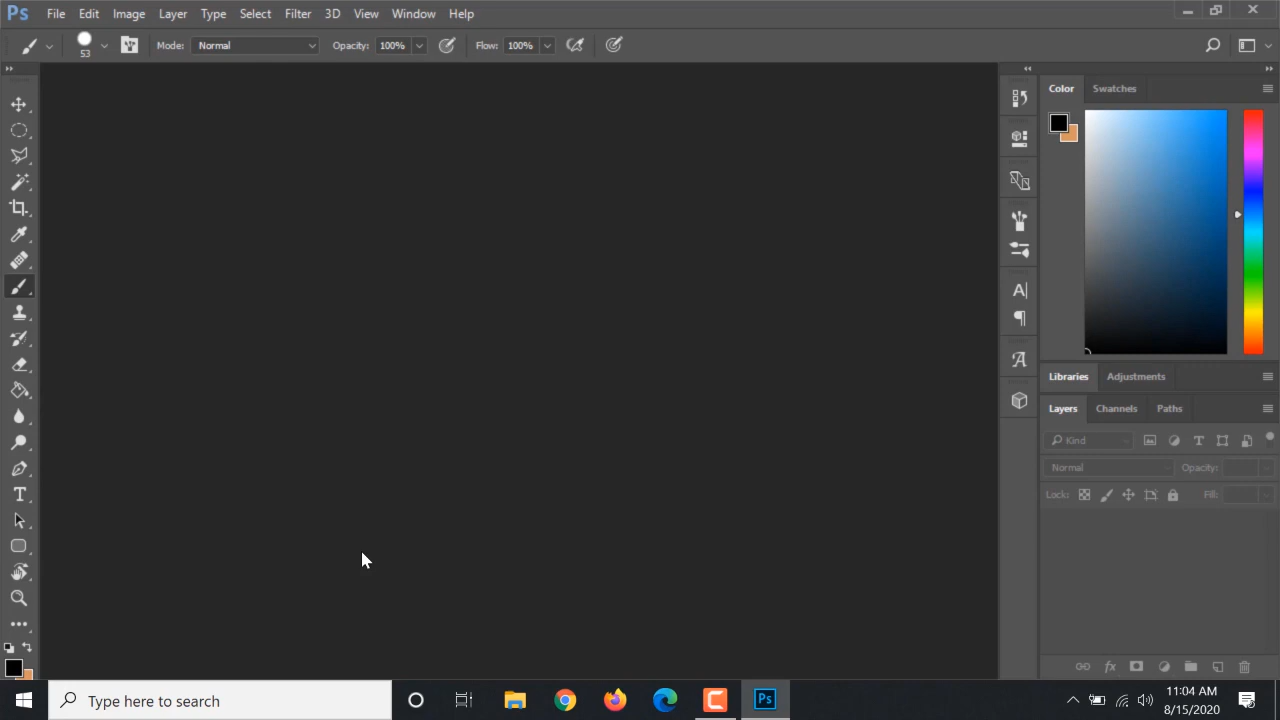 Ps File Edit Image Layer Type Select Filter 3D View Window Help
53 Mode: Normal Opacity: 100% Flow: 100%
Color Swatches
Libraries Adjustments
Layers Channels Paths
Kind
Normal Opacity:
Lock: Fill:
Type here to search
Ps
11:04 AM
8/15/2020